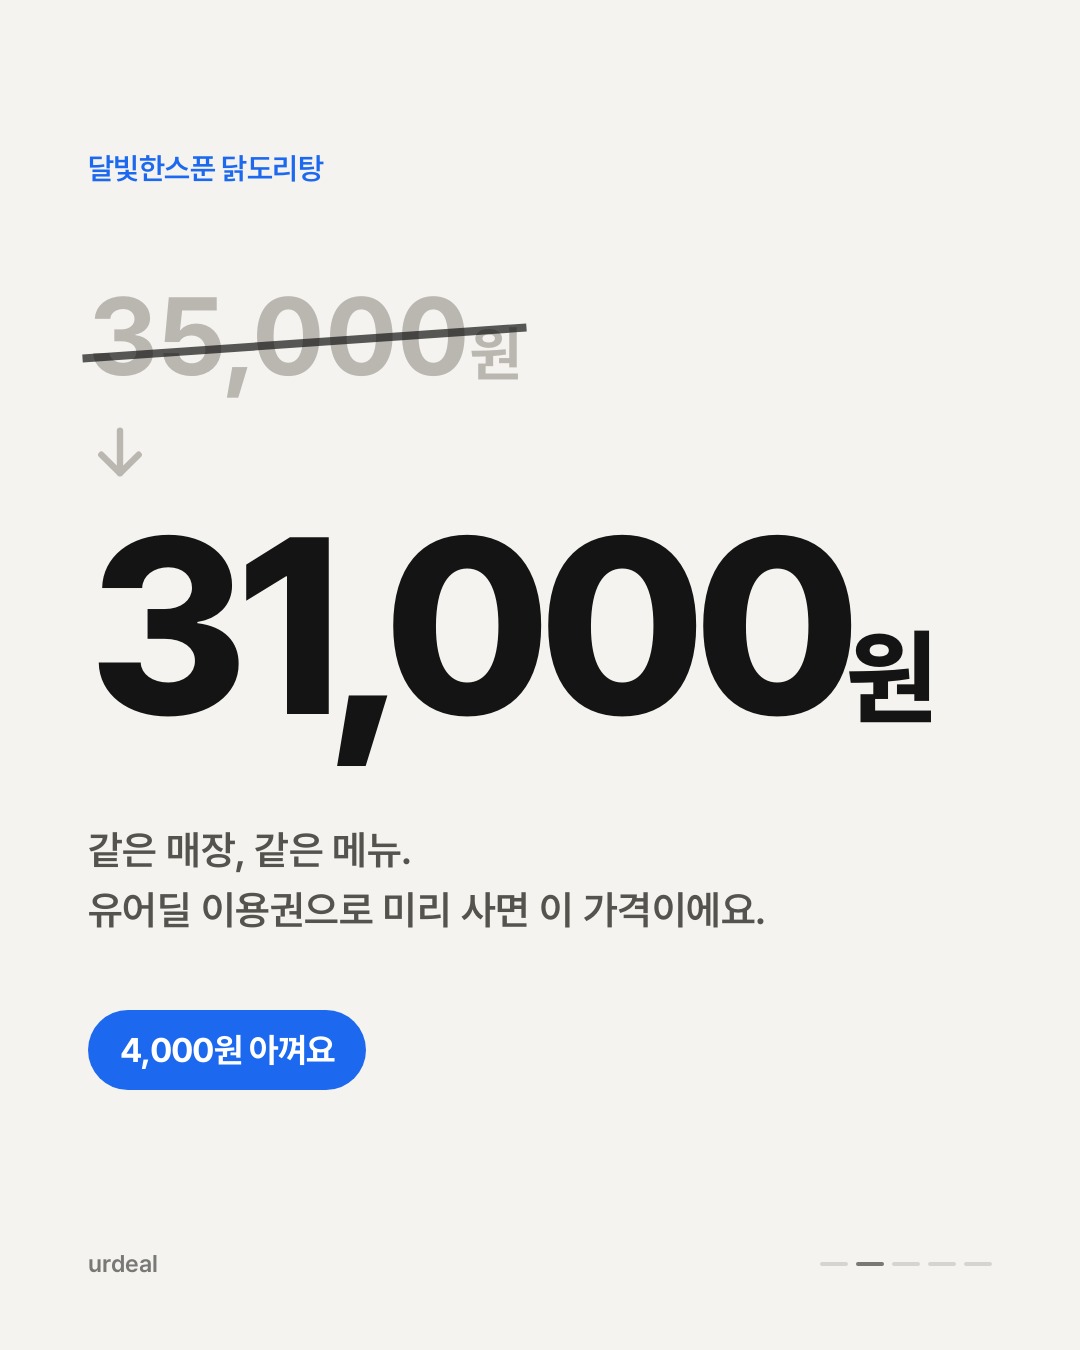 달빛한스푼 닭도리탕
35,000원
31,000원
같은 매장, 같은 메뉴.
유어딜 이용권으로 미리 사면 이 가격이에요.
4,000원 아껴요
urdeal